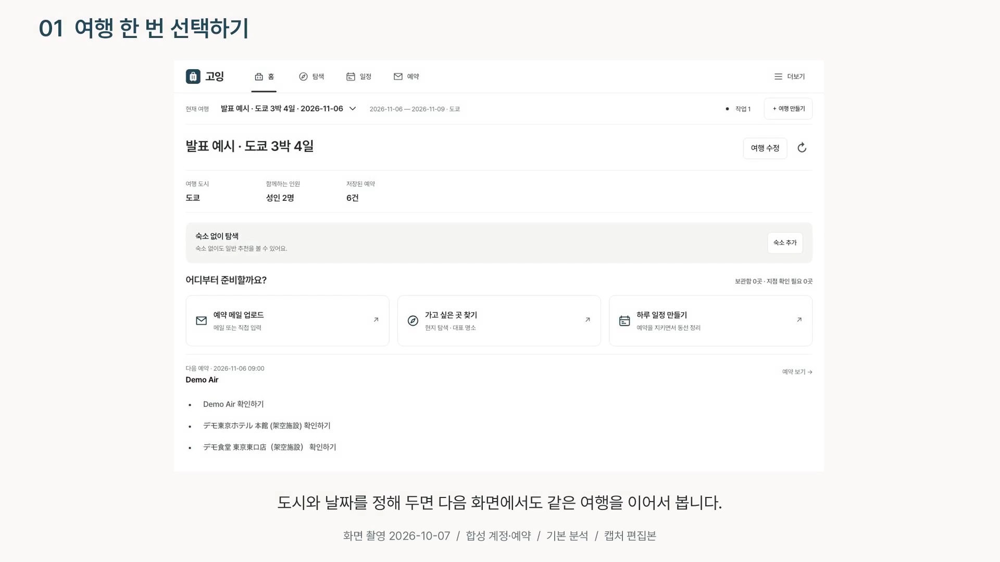 01 여행 한 번 선택하기
고잉
홈
탐색
일정
예약
더보기
현재 여행
발표 예시 · 도쿄 3박 4일 · 2026-11-06
2026-11-06 — 2026-11-09 · 도쿄
작업 1
+ 여행 만들기
발표 예시 · 도쿄 3박 4일
여행 수정
여행 도시
도쿄
함께하는 인원
성인 2명
저장된 예약
6건
숙소 없이 탐색
숙소 없이도 일반 추천을 볼 수 있어요.
숙소 추가
어디부터 준비할까요?
보관함 0곳 · 지점 확인 필요 0곳
예약 메일 업로드
메일 또는 직접 입력
가고 싶은 곳 찾기
현지 탐색 · 대표 명소
하루 일정 만들기
예약을 지키면서 동선 정리
다음 예약 · 2026-11-06 09:00
Demo Air
예약 보기 →
• Demo Air 확인하기
• デモ東京ホテル 本館 (架空施設) 확인하기
• デモ食堂 東京東口店（架空施設） 확인하기
도시와 날짜를 정해 두면 다음 화면에서도 같은 여행을 이어서 봅니다.
화면 촬영 2026-10-07 / 합성 계정·예약 / 기본 분석 / 캡처 편집본